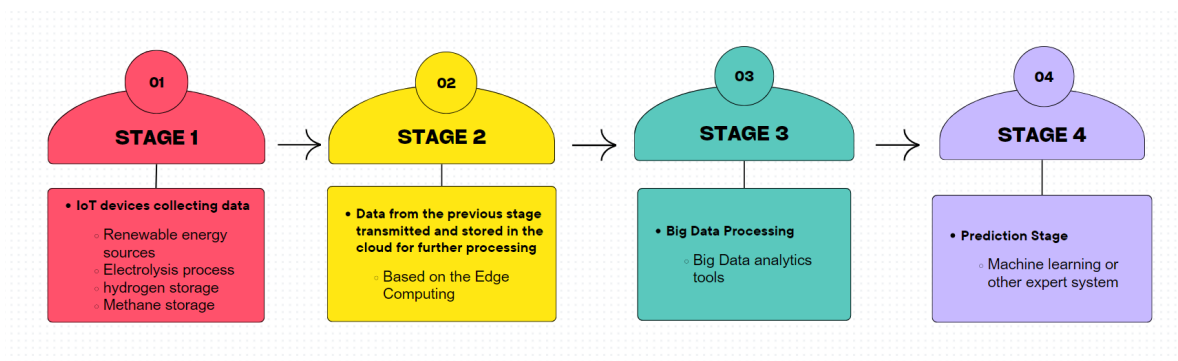 01
STAGE 1
• IoT devices collecting data
◦ Renewable energy
sources
◦ Electrolysis process
◦ hydrogen storage
◦ Methane storage
02
STAGE 2
• Data from the previous stage
transmitted and stored in the
cloud for further processing
◦ Based on the Edge
Computing
03
STAGE 3
• Big Data Processing
◦ Big Data analytics
tools
04
STAGE 4
• Prediction Stage
◦ Machine learning or
other expert system